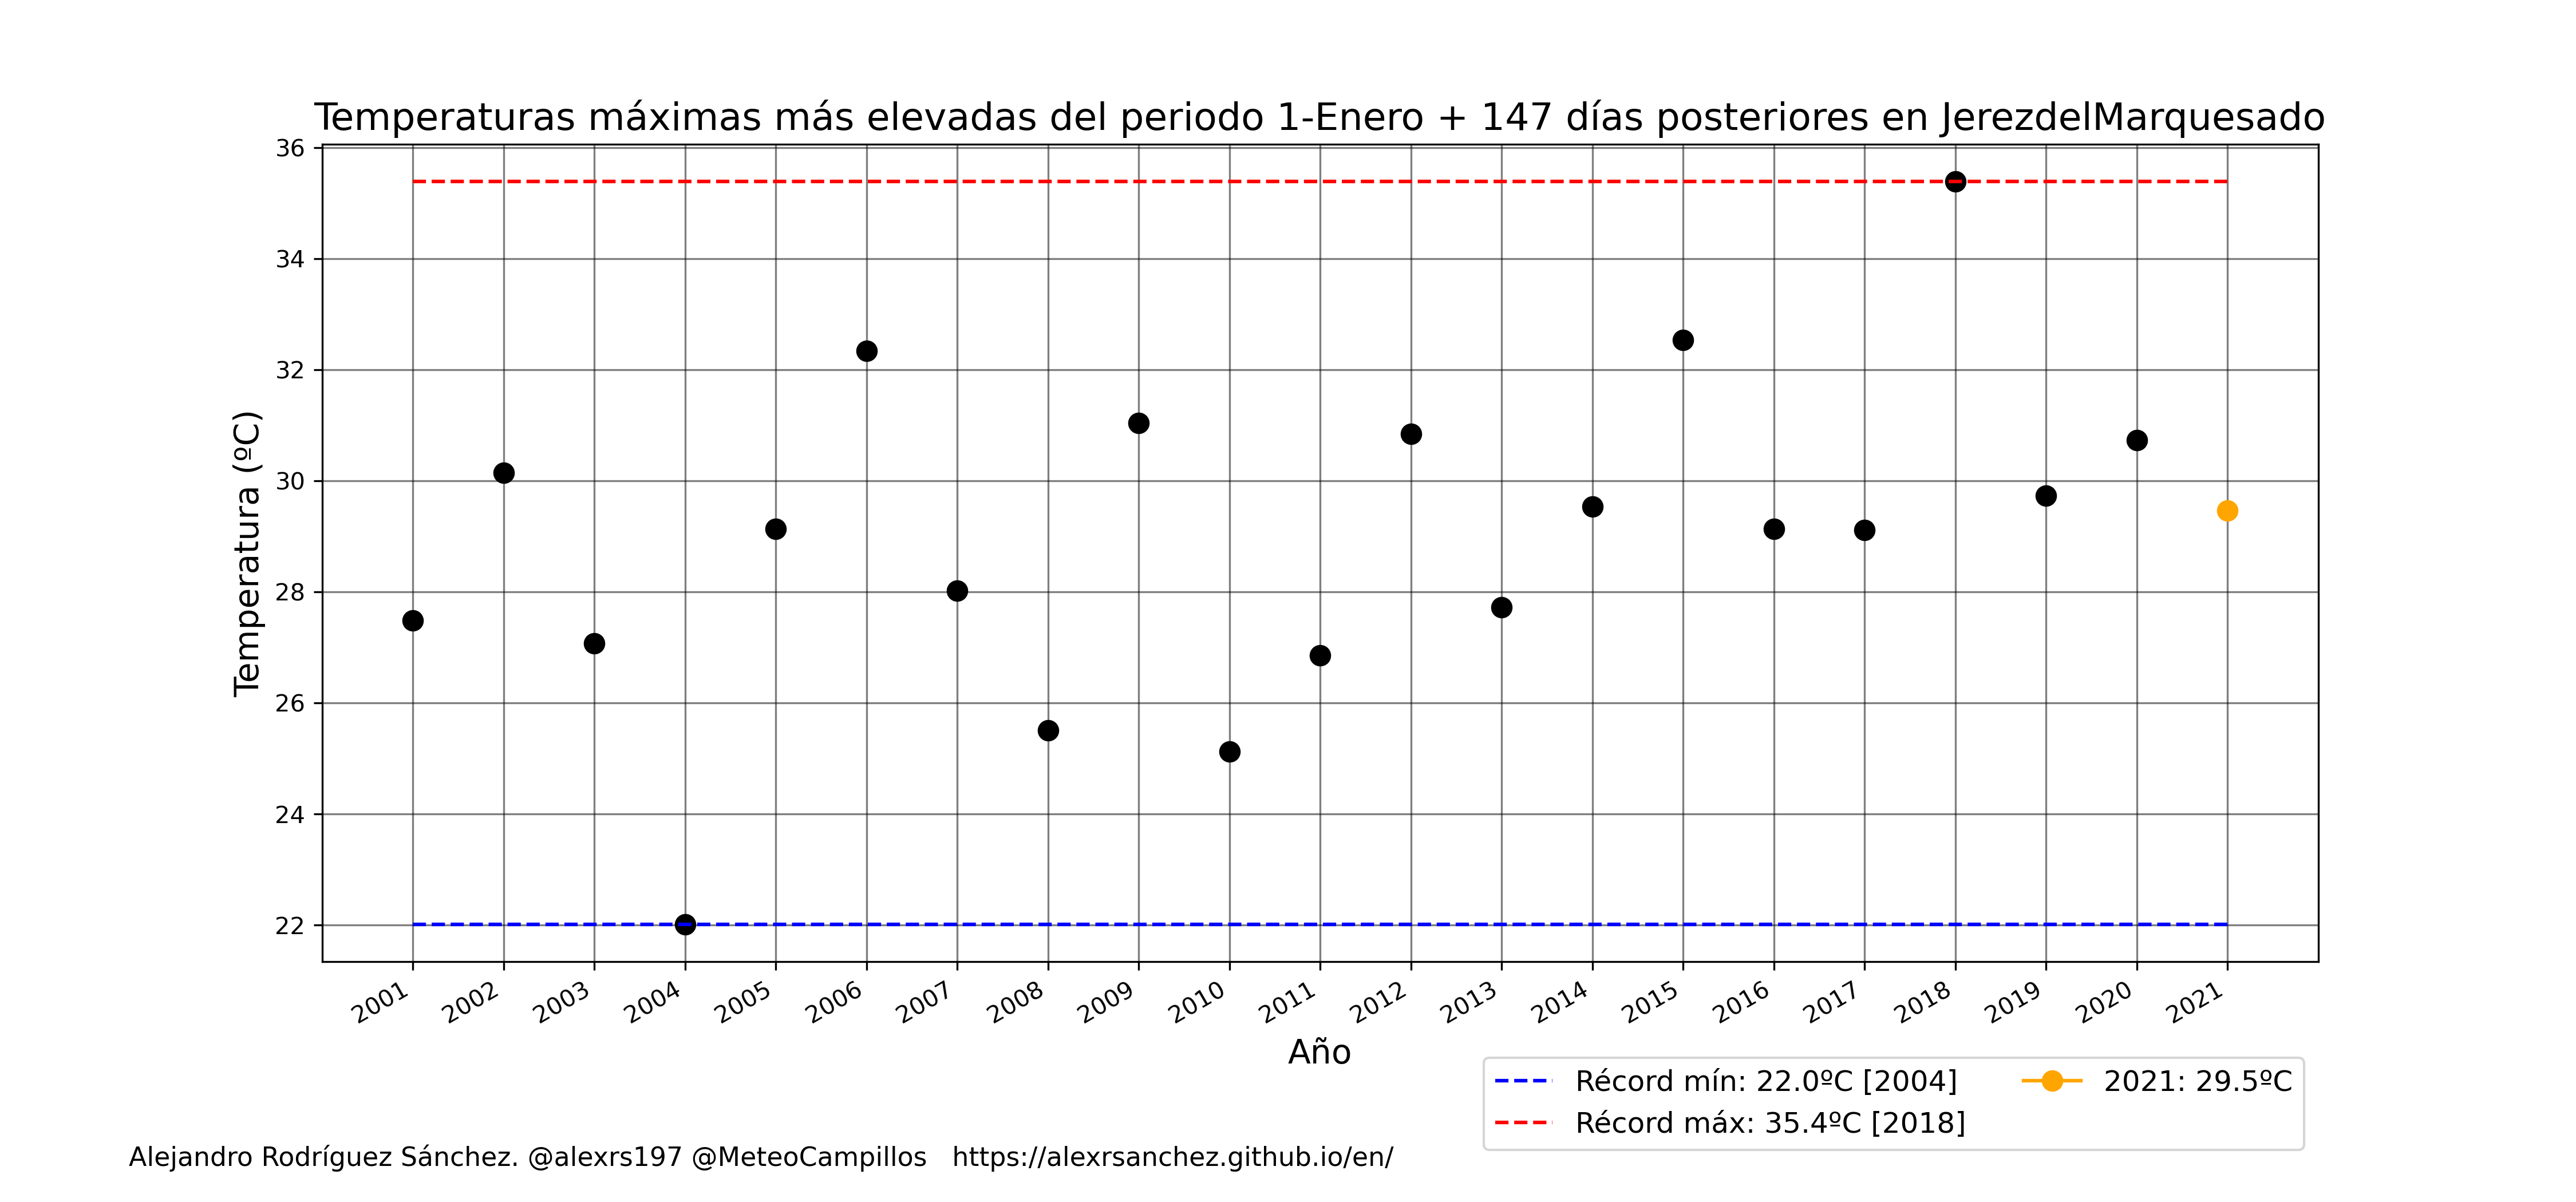 Temperaturas máximas más elevadas del periodo 1-Enero + 147 días posteriores en JerezdelMarquesado
36
34
32
30
28
26
24
22
Temperatura (ºC)
2001 2002 2003 2004 2005 2006 2007 2008 2009 2010 2011 2012 2013 2014 2015 2016 2017 2018 2019 2020 2021
Año
Récord mín: 22.0ºC [2004]
Récord máx: 35.4ºC [2018]
2021: 29.5ºC
Alejandro Rodríguez Sánchez. @alexrs197 @MeteoCampillos https://alexrsanchez.github.io/en/